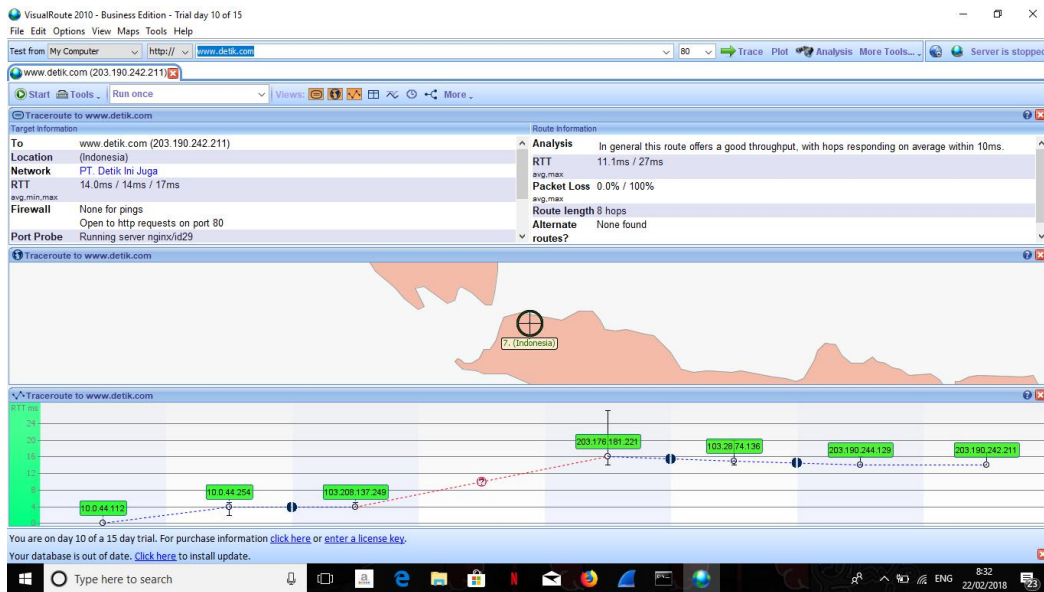 VisualRoute 2010 - Business Edition - Trial day 10 of 15
File Edit Options View Maps Tools Help
Test from My Computer http:// www.detik.com 80 Trace Plot Analysis More Tools... Server is stopped
www.detik.com (203.190.242.211)
Start Tools Run once Views: More
Traceroute to www.detik.com
Target Information Route Information
To www.detik.com (203.190.242.211)
Location (Indonesia)
Network PT. Detik Ini Juga
RTT 14.0ms / 14ms / 17ms
avg,min,max
Firewall None for pings
Open to http requests on port 80
Port Probe Running server nginx/id29
Analysis In general this route offers a good throughput, with hops responding on average within 10ms.
RTT 11.1ms / 27ms
avg,max
Packet Loss 0.0% / 100%
avg,max
Route length 8 hops
Alternate None found
routes?
Traceroute to www.detik.com
7. (Indonesia)
Traceroute to www.detik.com
RTT ms
24
20
16
12
8
4
0
10.0.44.112
10.0.44.254
103.208.137.249
?
203.176.181.221
103.28.74.136
203.190.244.129
203.190.242.211
You are on day 10 of a 15 day trial. For purchase information click here or enter a license key.
Your database is out of date. Click here to install update.
Type here to search
a
ENG
8:32
22/02/2018
23